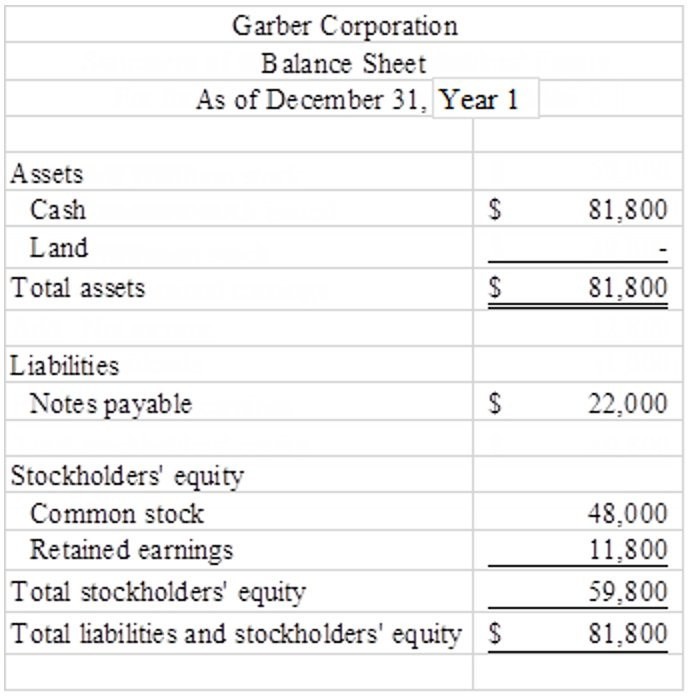 Garber Corporation
Balance Sheet
As of December 31, Year 1
Assets
Cash $ 81,800
Land -
Total assets $ 81,800
Liabilities
Notes payable $ 22,000
Stockholders' equity
Common stock 48,000
Retained earnings 11,800
Total stockholders' equity 59,800
Total liabilities and stockholders' equity $ 81,800